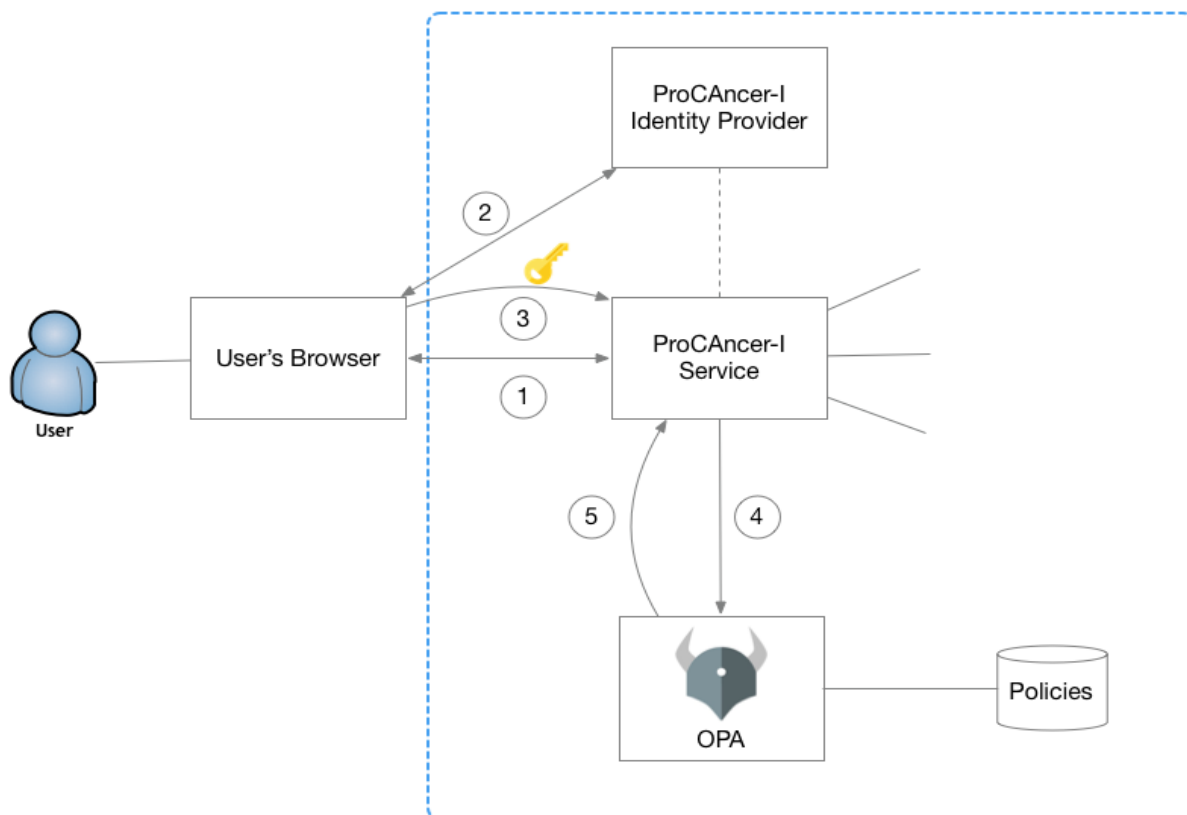 ProCAncer-I
Identity Provider
2
3
User's Browser
ProCAncer-I
Service
1
User
5
4
OPA
Policies